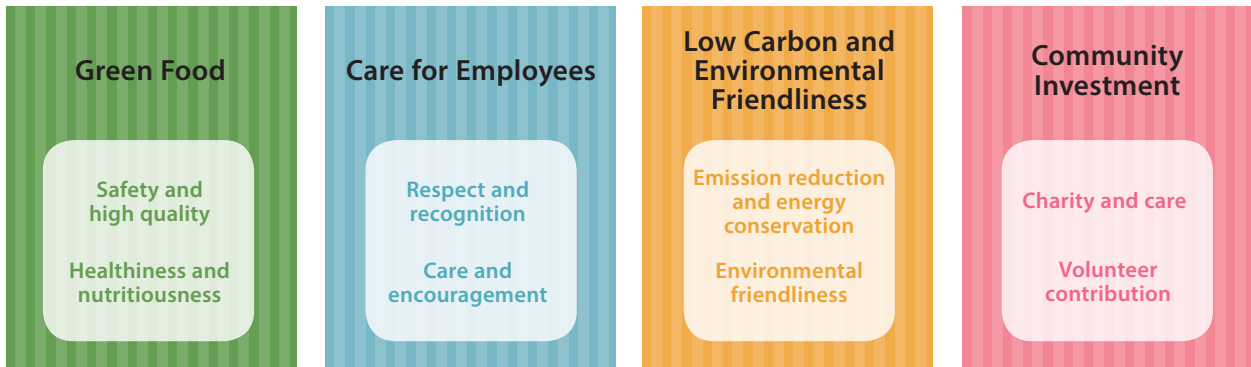 Green Food
Safety and
high quality
Healthiness and
nutritiousness
Care for Employees
Respect and
recognition
Care and
encouragement
Low Carbon and
Environmental
Friendliness
Emission reduction
and energy
conservation
Environmental
friendliness
Community
Investment
Charity and care
Volunteer
contribution